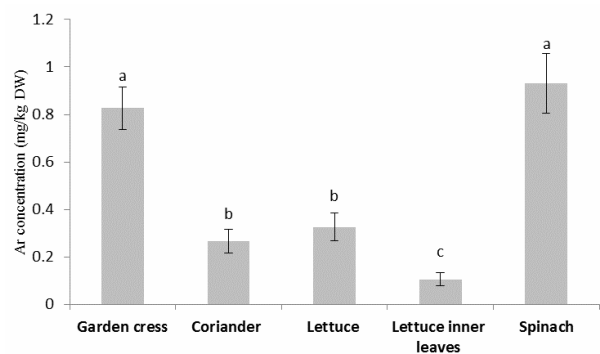 1.2
1
0.8
0.6
0.4
0.2
0
Ar concentration (mg/kg DW)
a
b
b
c
a
Garden cress
Coriander
Lettuce
Lettuce inner
leaves
Spinach